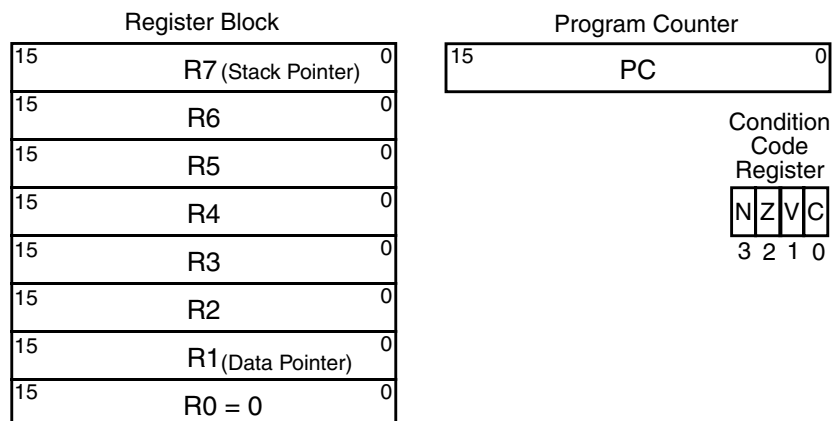 Register Block
15 R7 (Stack Pointer) 0
15 R6 0
15 R5 0
15 R4 0
15 R3 0
15 R2 0
15 R1 (Data Pointer) 0
15 R0 = 0 0
Program Counter
15 PC 0
Condition
Code
Register
N Z V C
3 2 1 0